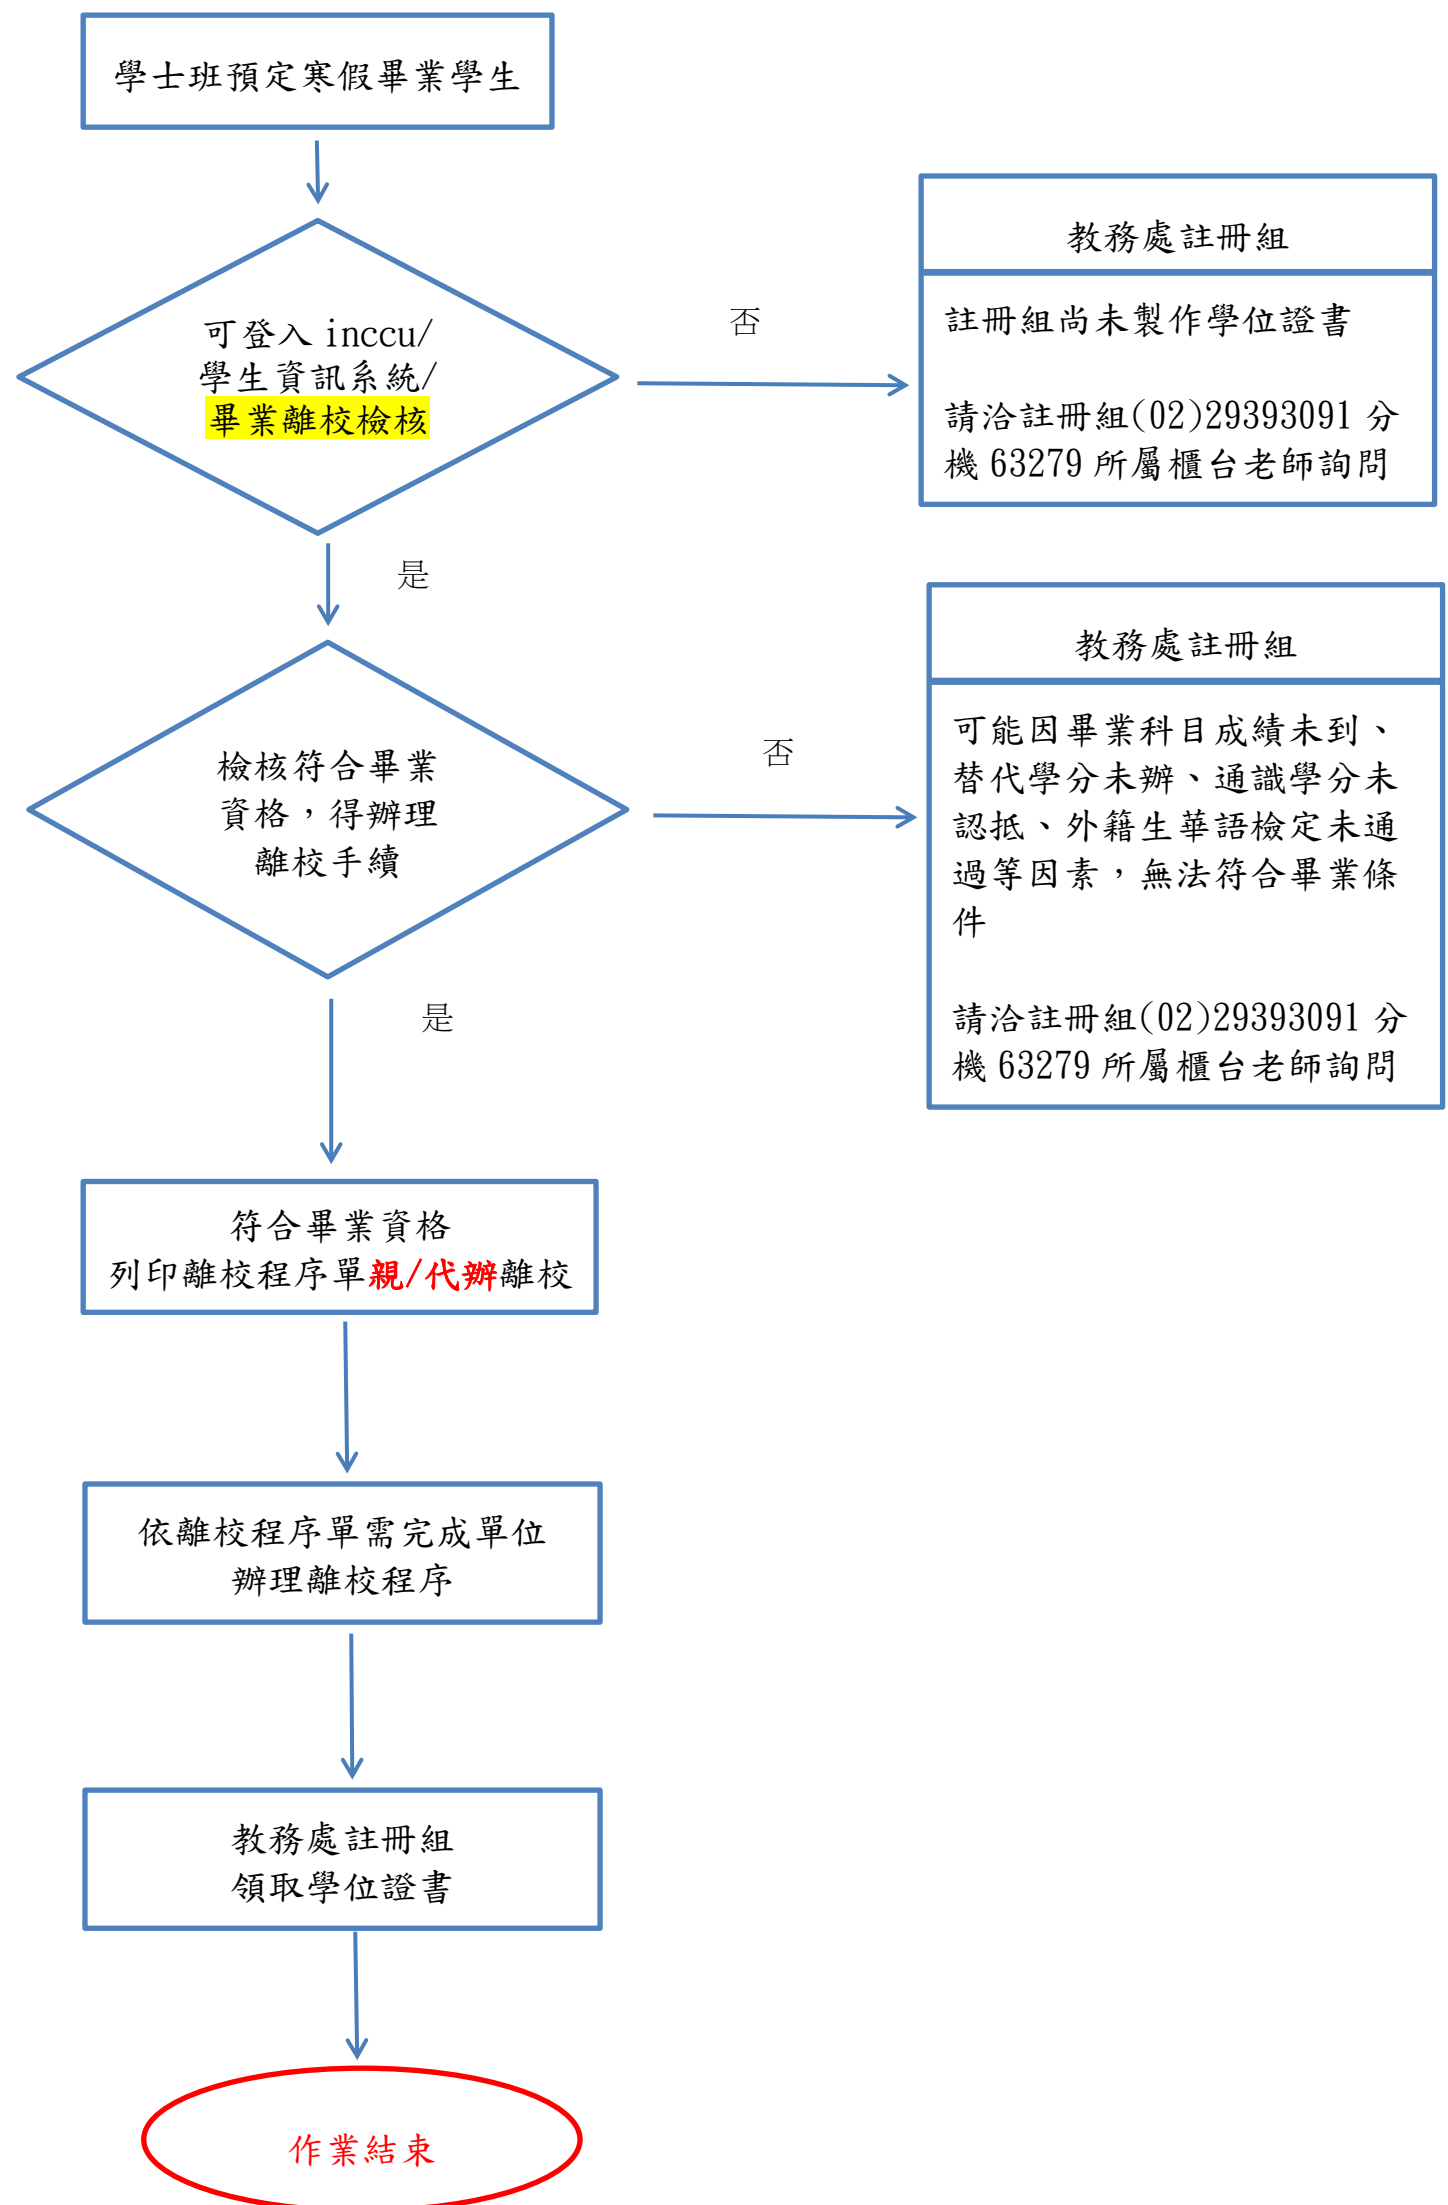 學士班預定寒假畢業學生
可登入 inccu/
學生資訊系統/
畢業離校檢核
否
教務處註冊組
註冊組尚未製作學位證書
請洽註冊組(02)29393091 分
機 63279 所屬櫃台老師詢問
是
檢核符合畢業
資格，得辦理
離校手續
否
教務處註冊組
可能因畢業科目成績未到、
替代學分未辦、通識學分未
認抵、外籍生華語檢定未通
過等因素，無法符合畢業條
件
請洽註冊組(02)29393091 分
機 63279 所屬櫃台老師詢問
是
符合畢業資格
列印離校程序單親/代辦離校
依離校程序單需完成單位
辦理離校程序
教務處註冊組
領取學位證書
作業結束